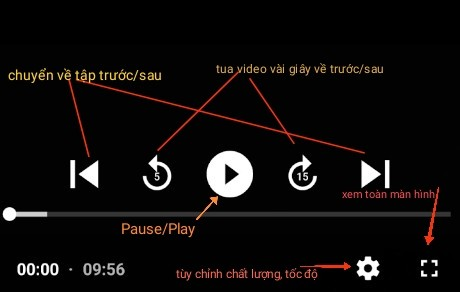 tua video vài giây về trước/sau
chuyển về tập trước/sau
5
15
xem toàn màn hình
Pause/Play
00:00 · 09:56
tùy chỉnh chất lượng, tốc độ